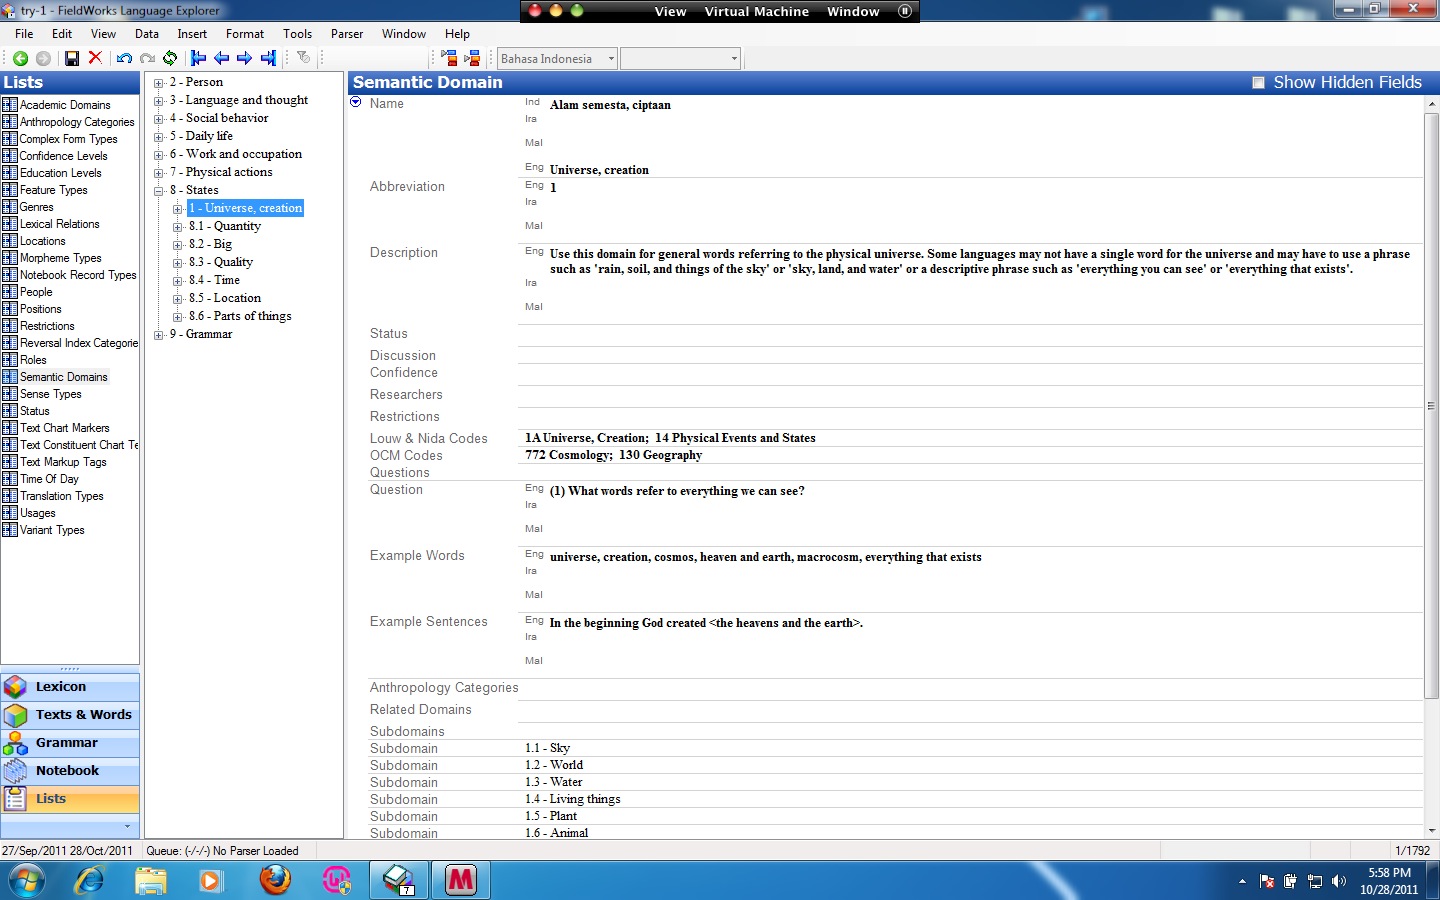 try-1 - FieldWorks Language Explorer
View Virtual Machine Window
File Edit View Data Insert Format Tools Parser Window Help
Bahasa Indonesia
Lists
Academic Domains
Anthropology Categories
Complex Form Types
Confidence Levels
Education Levels
Feature Types
Genres
Lexical Relations
Locations
Morpheme Types
Notebook Record Types
People
Positions
Restrictions
Reversal Index Categorie
Roles
Semantic Domains
Sense Types
Status
Text Chart Markers
Text Constituent Chart Te
Text Markup Tags
Time Of Day
Translation Types
Usages
Variant Types
Lexicon
Texts & Words
Grammar
Notebook
Lists
2 - Person
3 - Language and thought
4 - Social behavior
5 - Daily life
6 - Work and occupation
7 - Physical actions
8 - States
1 - Universe, creation
8.1 - Quantity
8.2 - Big
8.3 - Quality
8.4 - Time
8.5 - Location
8.6 - Parts of things
9 - Grammar
Semantic Domain Show Hidden Fields
Name Ind Alam semesta, ciptaan
Ira
Mal
Eng Universe, creation
Abbreviation Eng 1
Ira
Mal
Description Eng Use this domain for general words referring to the physical universe. Some languages may not have a single word for the universe and may have to use a phrase
such as 'rain, soil, and things of the sky' or 'sky, land, and water' or a descriptive phrase such as 'everything you can see' or 'everything that exists'.
Ira
Mal
Status
Discussion
Confidence
Researchers
Restrictions
Louw & Nida Codes 1A Universe, Creation; 14 Physical Events and States
OCM Codes 772 Cosmology; 130 Geography
Questions
Question Eng (1) What words refer to everything we can see?
Ira
Mal
Example Words Eng universe, creation, cosmos, heaven and earth, macrocosm, everything that exists
Ira
Mal
Example Sentences Eng In the beginning God created <the heavens and the earth>.
Ira
Mal
Anthropology Categories
Related Domains
Subdomains
Subdomain 1.1 - Sky
Subdomain 1.2 - World
Subdomain 1.3 - Water
Subdomain 1.4 - Living things
Subdomain 1.5 - Plant
Subdomain 1.6 - Animal
27/Sep/2011 28/Oct/2011 Queue: (-/-/-) No Parser Loaded 1/1792
7
5:58 PM
10/28/2011